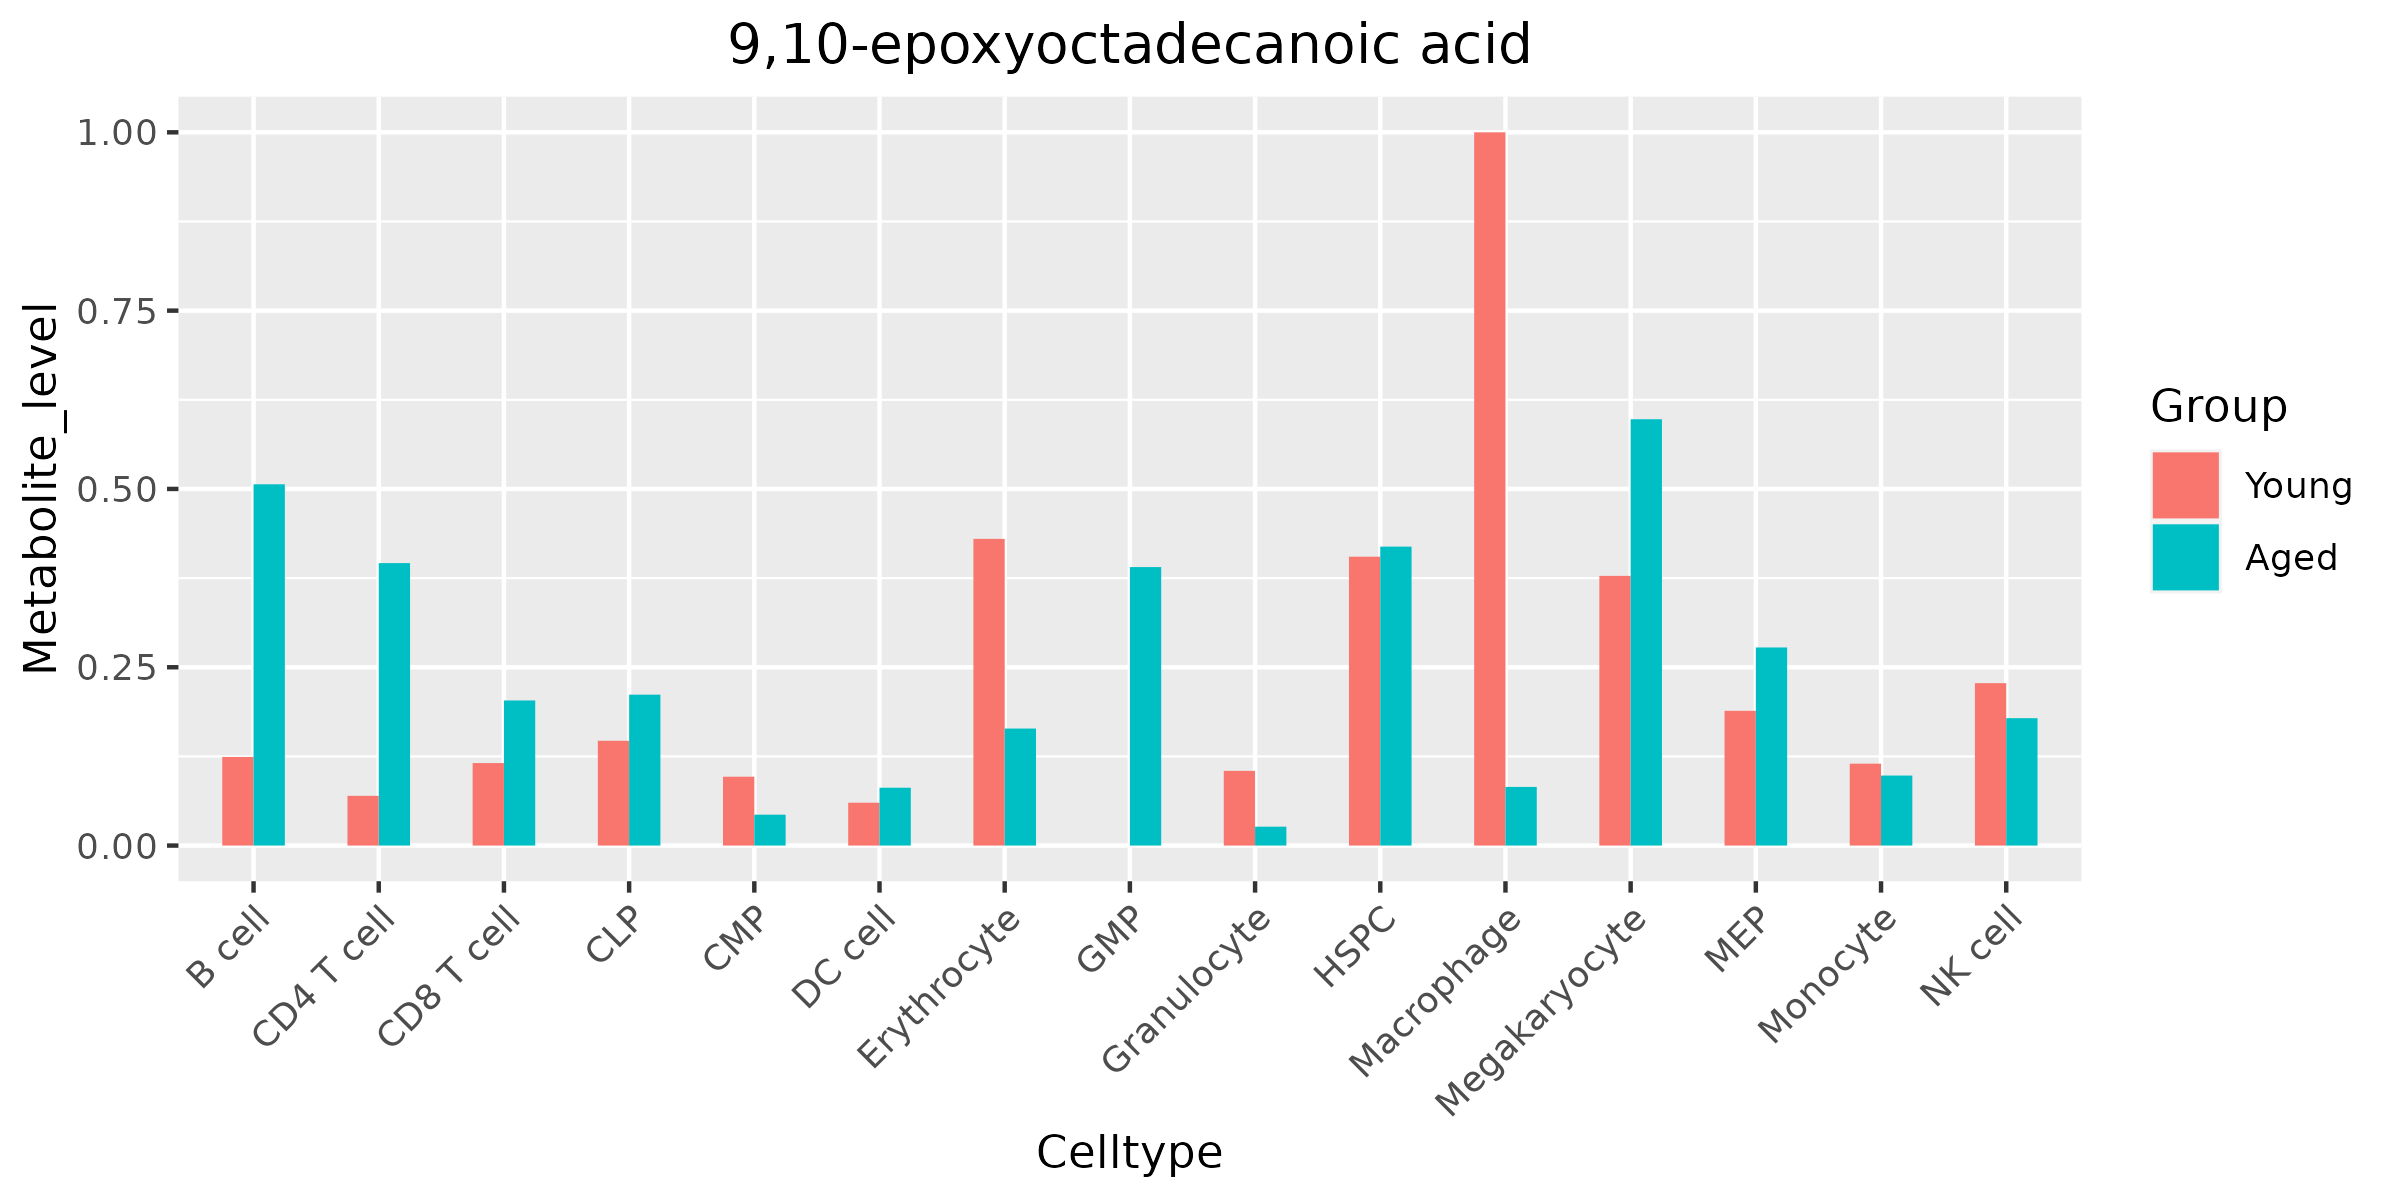 9,10-epoxyoctadecanoic acid
Metabolite_level
1.00
0.75
0.50
0.25
0.00
B cell
CD4 T cell
CD8 T cell
CLP
CMP
DC cell
Erythrocyte
GMP
Granulocyte
HSPC
Macrophage
Megakaryocyte
MEP
Monocyte
NK cell
Celltype
Group
Young
Aged